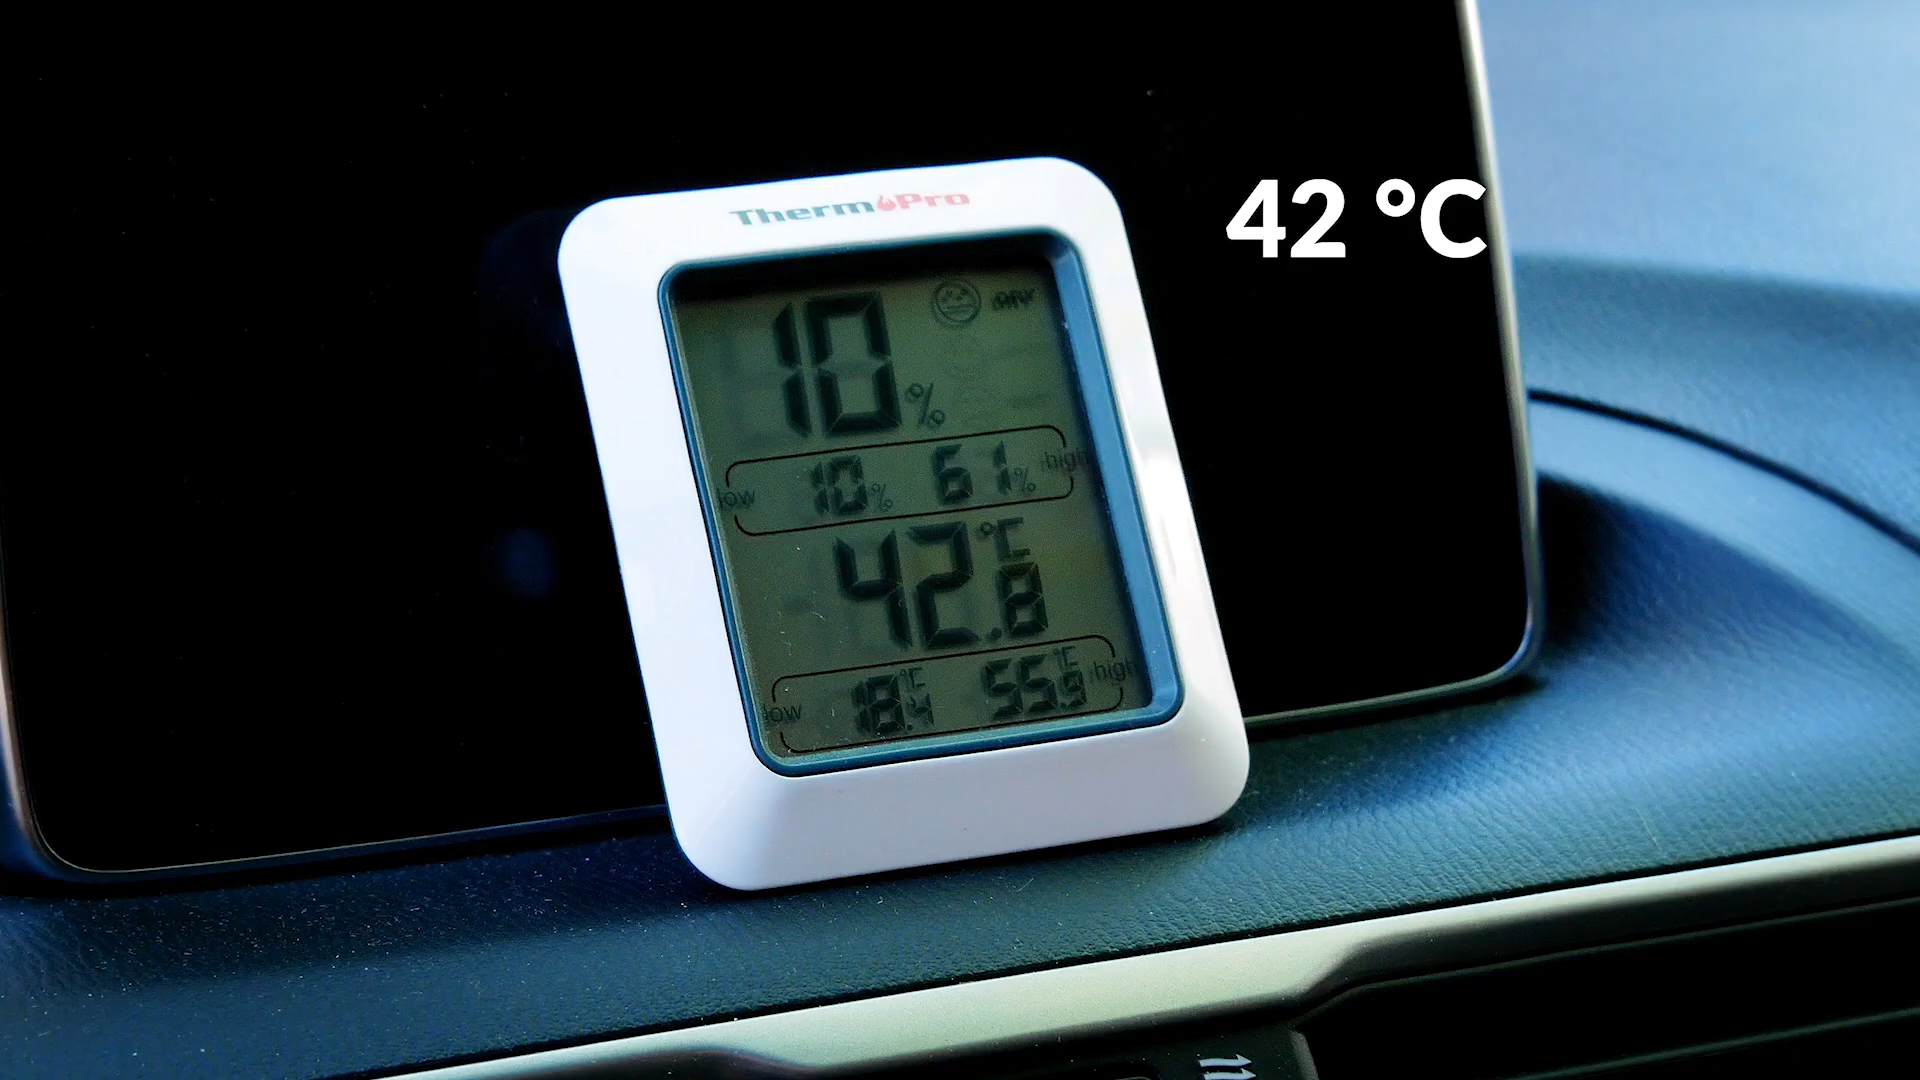 ThermoPro
42 °C
10 %
DRY
low 10 % 61 % high
42.8 °C
low 18.4 °C 55.9 °C high